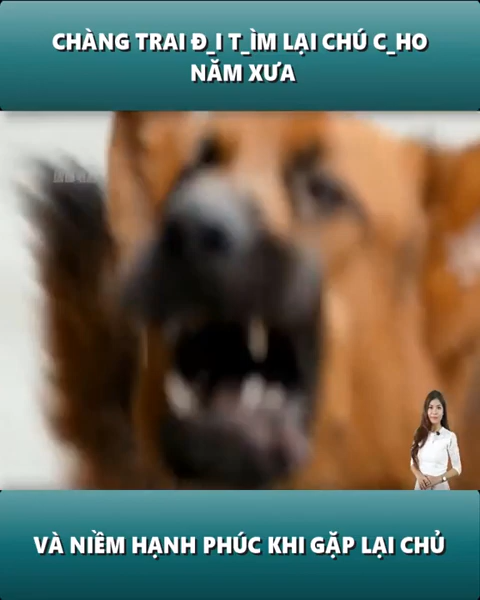 CHÀNG TRAI Đ_I T_ÌM LẠI CHÚ C_HO
NĂM XƯA
VÀ NIỀM HẠNH PHÚC KHI GẶP LẠI CHỦ